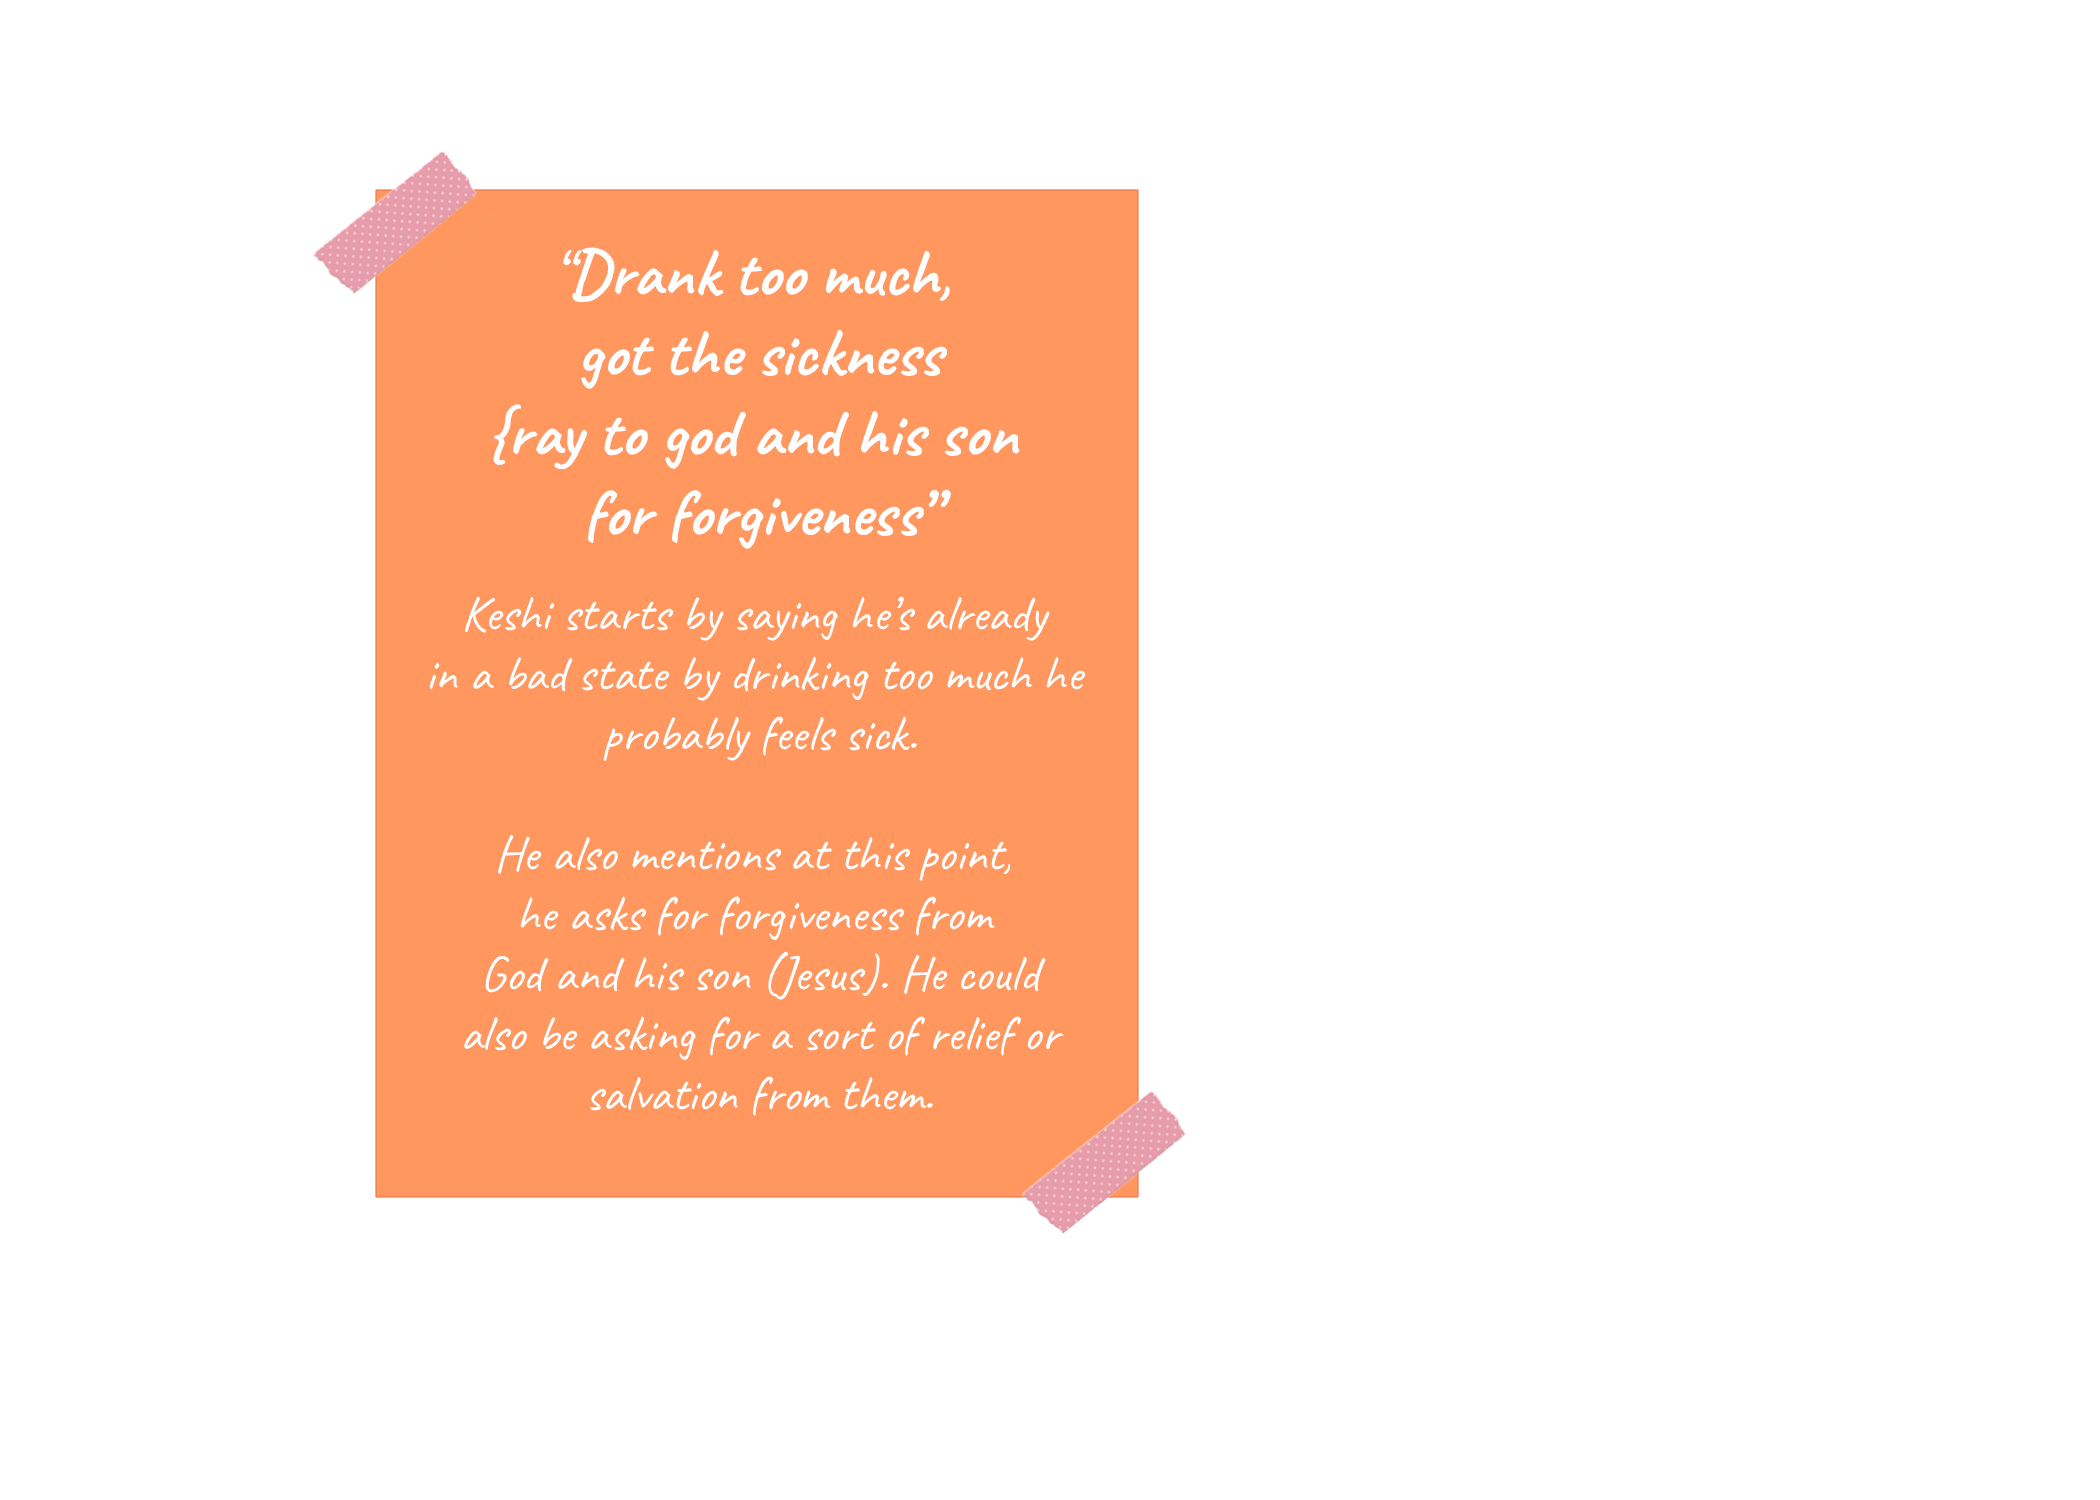 “Drank too much,
got the sickness
{ray to god and his son
for forgiveness”
Keshi starts by saying he’s already
in a bad state by drinking too much he
probably feels sick.
He also mentions at this point,
he asks for forgiveness from
God and his son (Jesus). He could
also be asking for a sort of relief or
salvation from them.